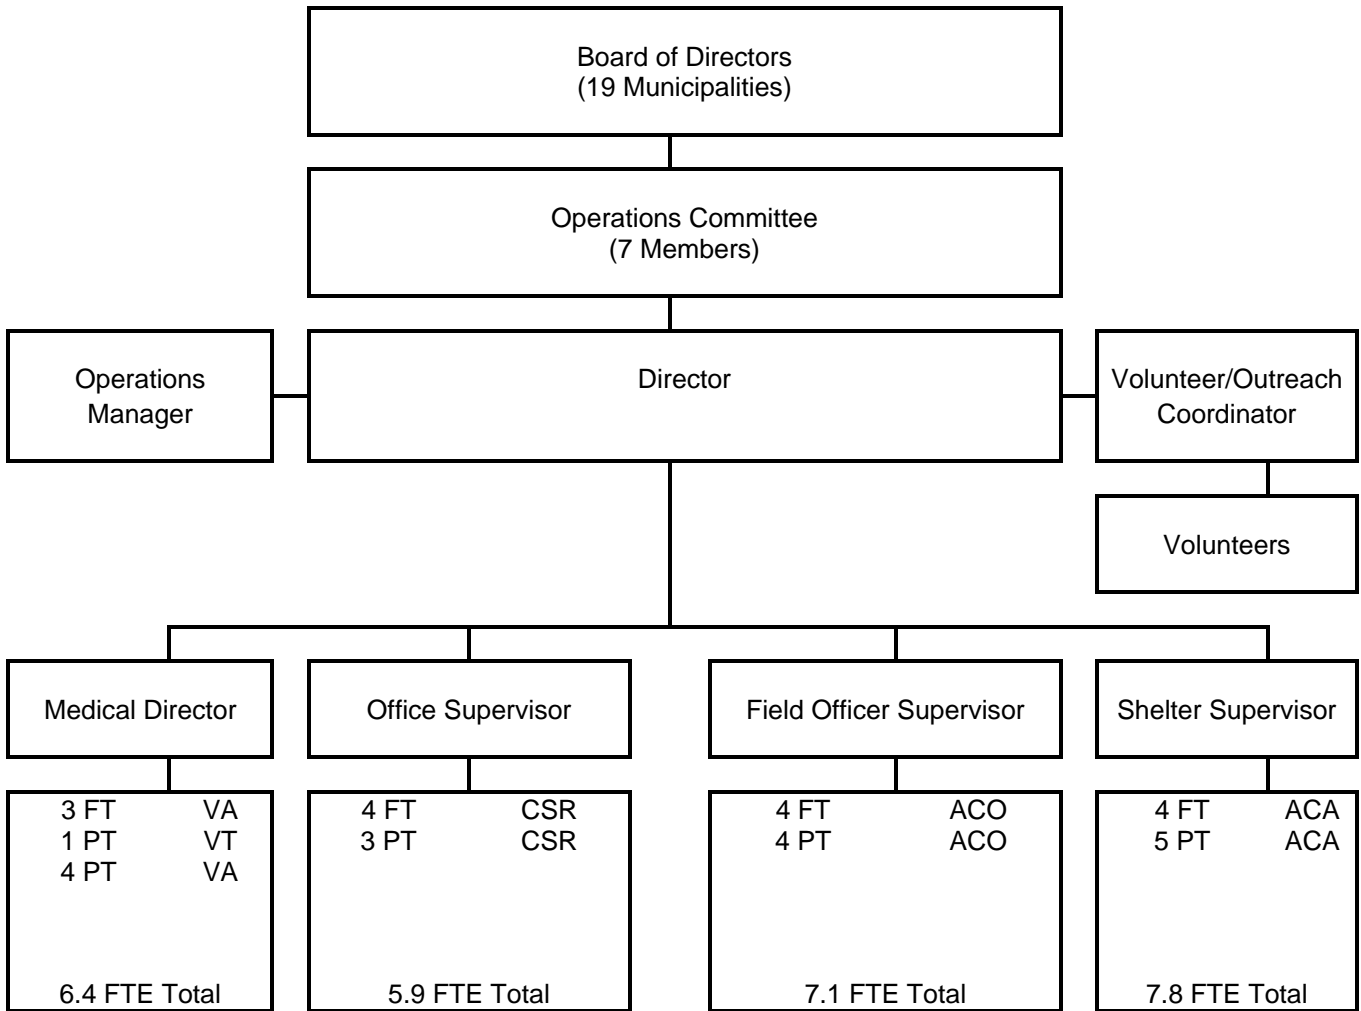 Board of Directors
(19 Municipalities)
Operations Committee
(7 Members)
Operations
Manager
Director
Volunteer/Outreach
Coordinator
Volunteers
Medical Director
Office Supervisor
Field Officer Supervisor
Shelter Supervisor
3 FT VA
1 PT VT
4 PT VA
6.4 FTE Total
4 FT CSR
3 PT CSR
5.9 FTE Total
4 FT ACO
4 PT ACO
7.1 FTE Total
4 FT ACA
5 PT ACA
7.8 FTE Total